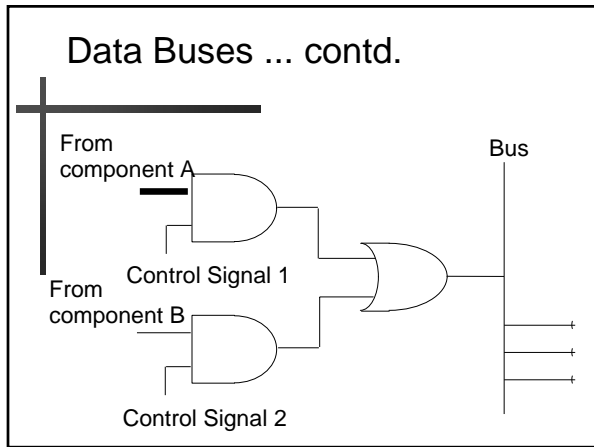 Data Buses ... contd.
From
component A
Bus
Control Signal 1
From
component B
Control Signal 2